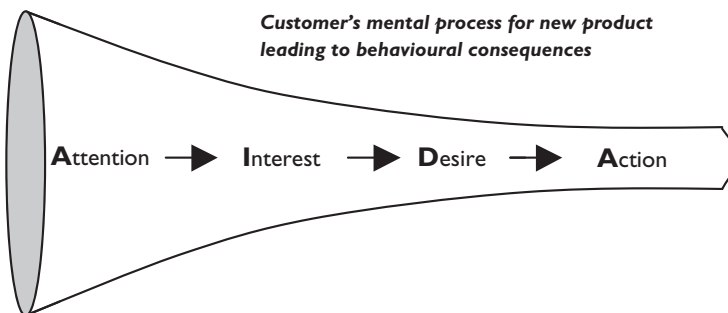 Customer's mental process for new product
leading to behavioural consequences
Attention Interest Desire Action